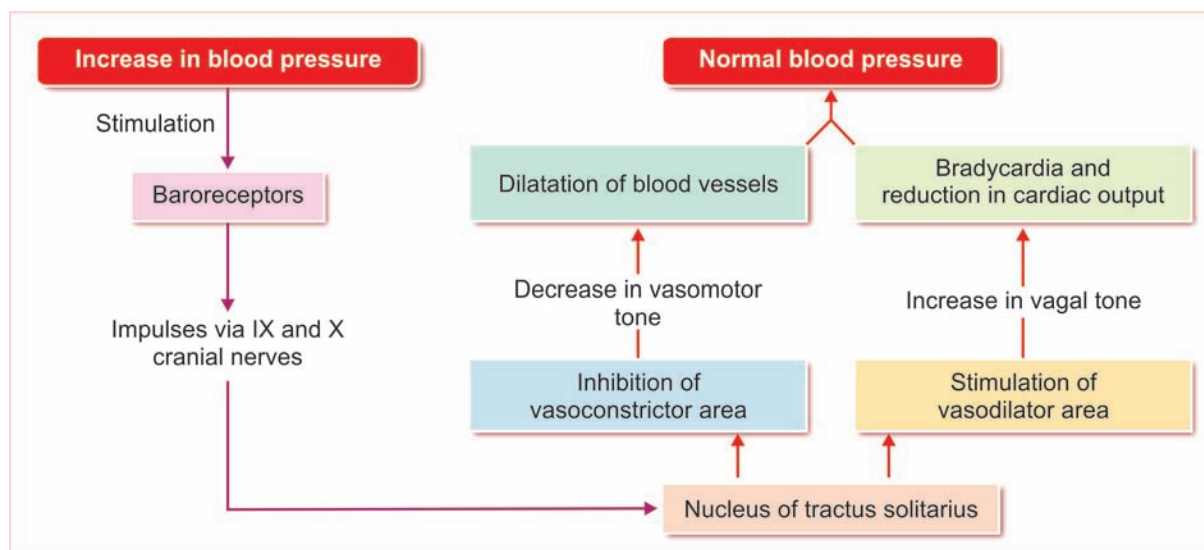 Increase in blood pressure
Stimulation
Baroreceptors
Impulses via IX and X
cranial nerves
Nucleus of tractus solitarius
Inhibition of
vasoconstrictor area
Decrease in vasomotor
tone
Dilatation of blood vessels
Stimulation of
vasodilator area
Increase in vagal tone
Bradycardia and
reduction in cardiac output
Normal blood pressure